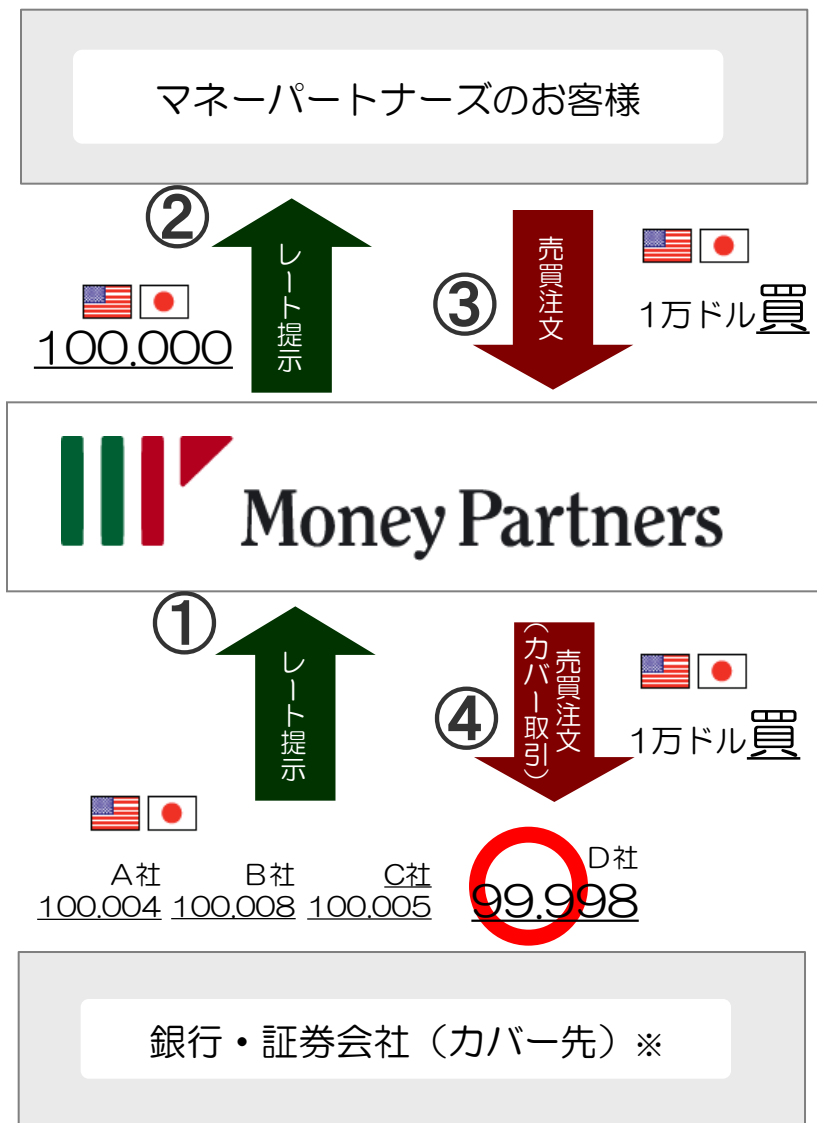 マネーパートナーズのお客様
②
レート提示
100.000
③
売買注文
1万ドル買
Money Partners
①
レート提示
④
売買注文
（カバー取引）
1万ドル買
A社
B社
C社
D社
100.004
100.008
100.005
99.998
銀行・証券会社（カバー先）※